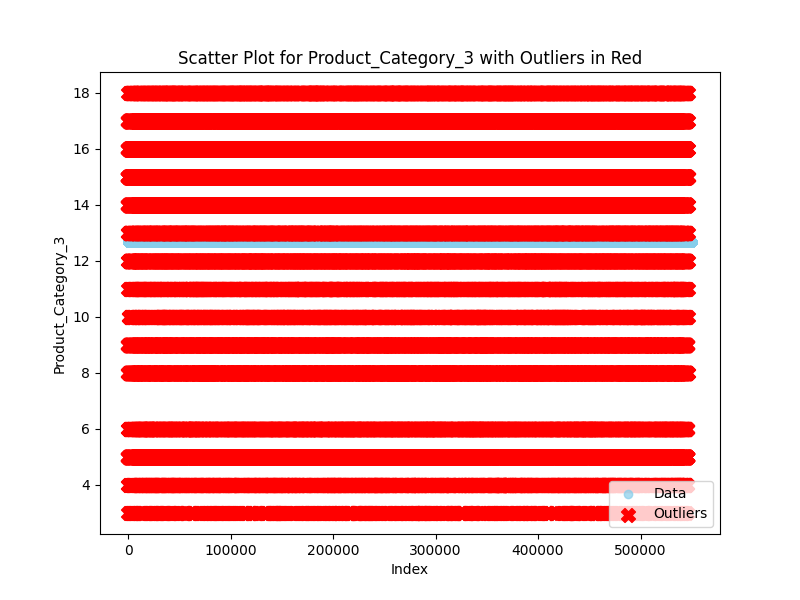 Scatter Plot for Product_Category_3 with Outliers in Red
Product_Category_3
18
16
14
12
10
8
6
4
Data
Outliers
0
100000
200000
300000
400000
500000
Index